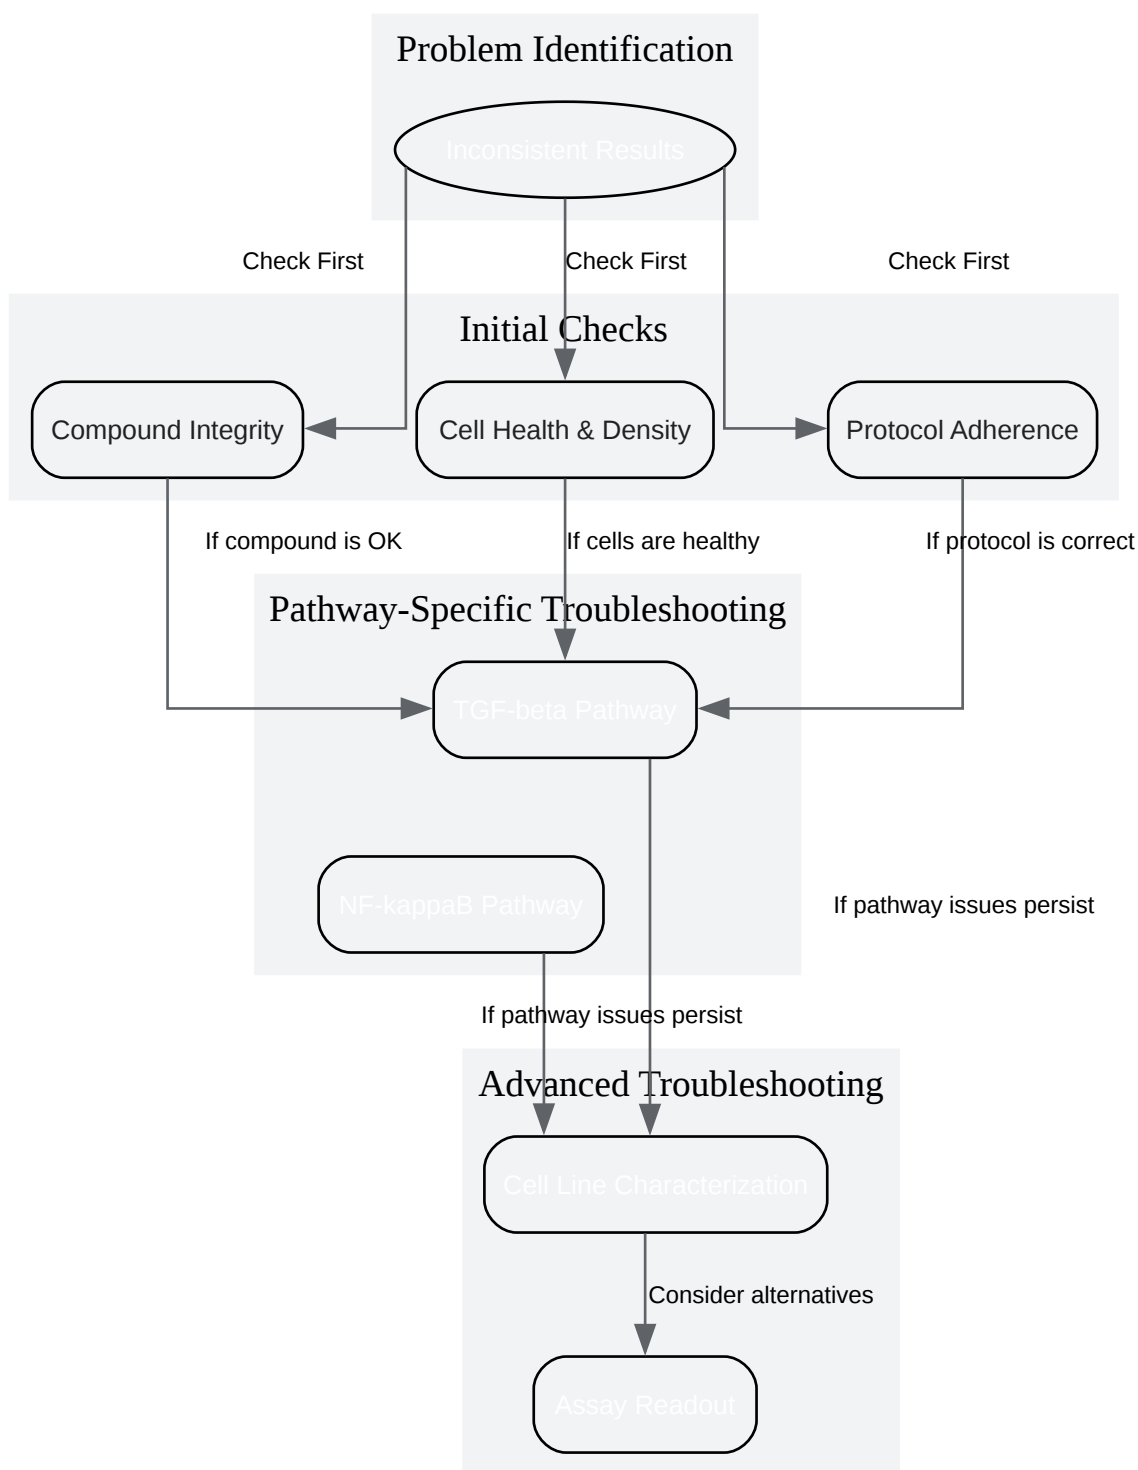 Problem Identification
Inconsistent Results
Check First
Check First
Check First
Initial Checks
Compound Integrity
Cell Health & Density
Protocol Adherence
If compound is OK
If cells are healthy
If protocol is correct
Pathway-Specific Troubleshooting
TGF-beta Pathway
NF-kappaB Pathway
If pathway issues persist
If pathway issues persist
Advanced Troubleshooting
Cell Line Characterization
Consider alternatives
Assay Readout